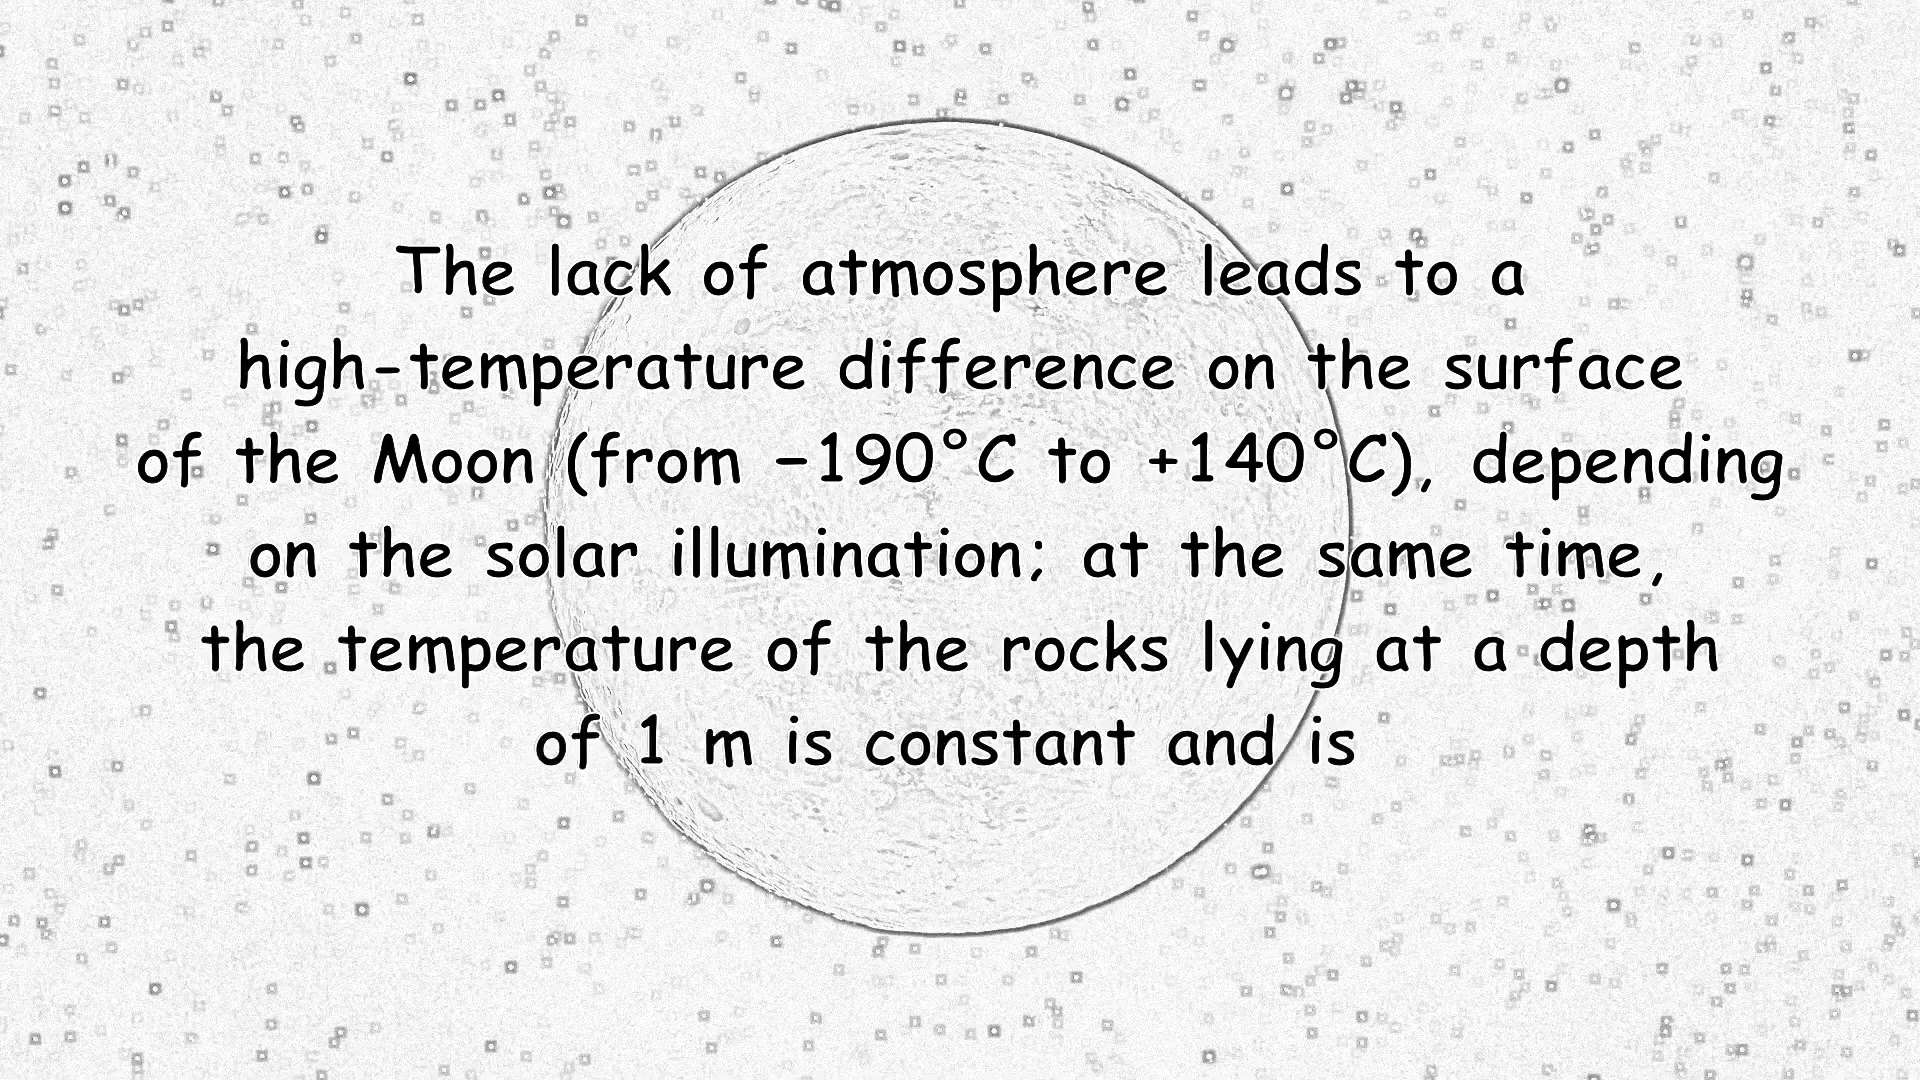 The lack of atmosphere leads to a
high-temperature difference on the surface
of the Moon (from −190°C to +140°C), depending
on the solar illumination; at the same time,
the temperature of the rocks lying at a depth
of 1 m is constant and is